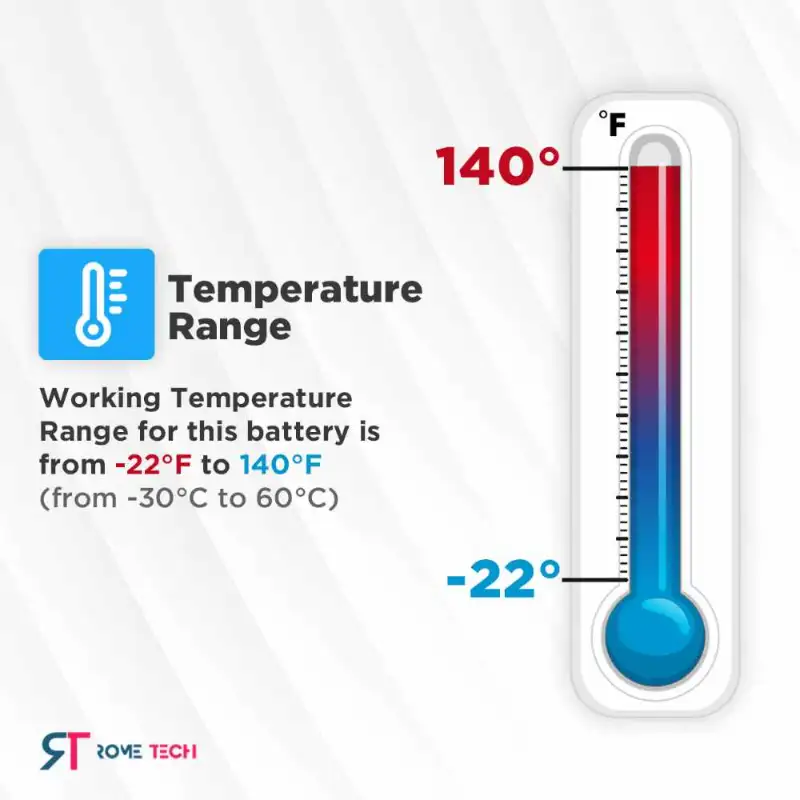 °F
140°
Temperature
Range
Working Temperature
Range for this battery is
from -22°F to 140°F
(from -30°C to 60°C)
-22°
RT ROME TECH